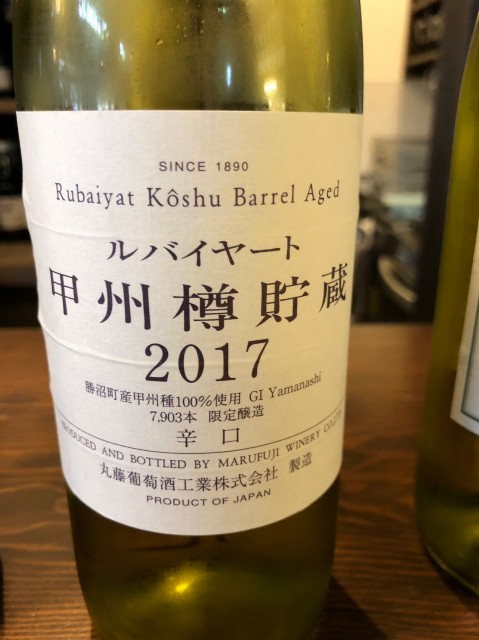 SINCE 1890
Rubaiyat Kôshu Barrel Aged
ルバイヤート
甲州樽貯蔵
2017
勝沼町産甲州種100%使用 GI Yamanashi
7,903本 限定醸造
辛口
PRODUCED AND BOTTLED BY MARUFUJI WINERY CO.,
丸藤葡萄酒工業株式会社 製造
PRODUCT OF JAPAN